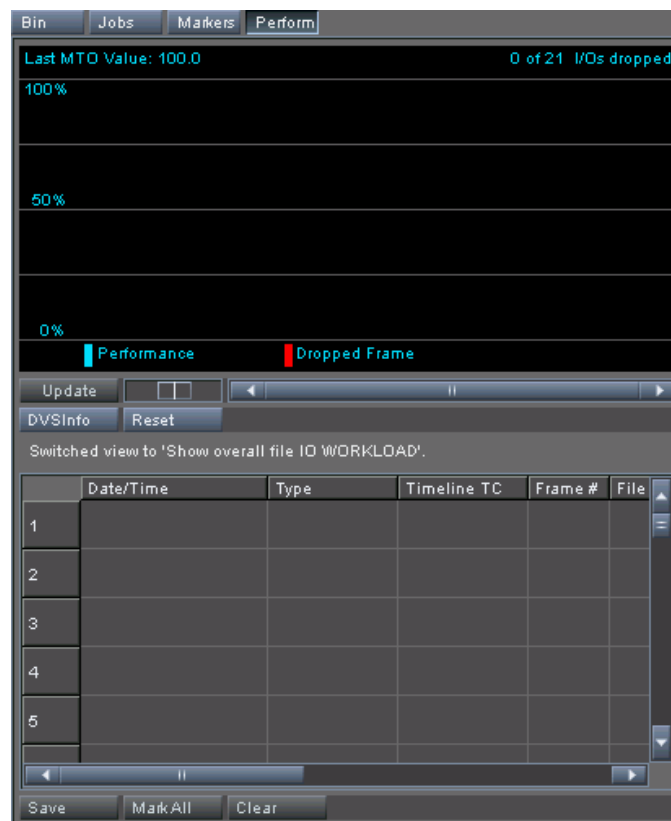 Bin Jobs Markers Perform
Last MTO Value: 100.0 0 of 21 I/Os dropped
100%
50%
0%
Performance Dropped Frame
Update
DVSInfo Reset
Switched view to 'Show overall file IO WORKLOAD'.
Date/Time Type Timeline TC Frame # File
1
2
3
4
5
Save MarkAll Clear